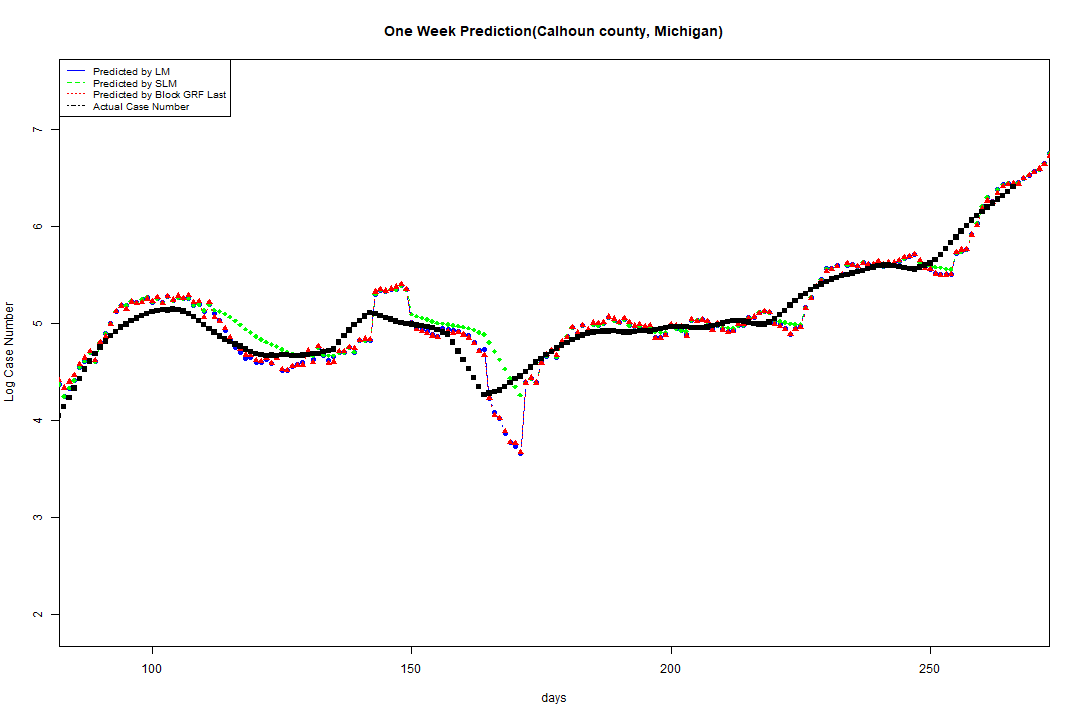 One Week Prediction(Calhoun county, Michigan)
Predicted by LM
Predicted by SLM
Predicted by Block GRF Last
Actual Case Number
7
6
5
4
3
2
Log Case Number
100 150 200 250
days